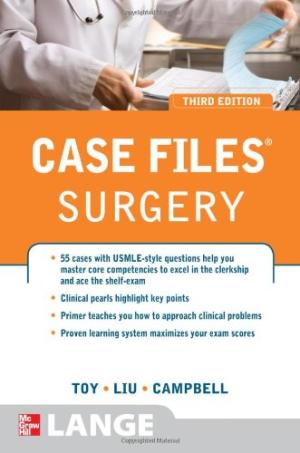 THIRD EDITION
CASE FILES®
SURGERY
• 55 cases with USMLE-style questions help you
master core competencies to excel in the clerkship
and ace the shelf-exam
• Clinical pearls highlight key points
• Primer teaches you how to approach clinical problems
• Proven learning system maximizes your exam scores
TOY • LIU • CAMPBELL
Mc
Graw
Hill
LANGE